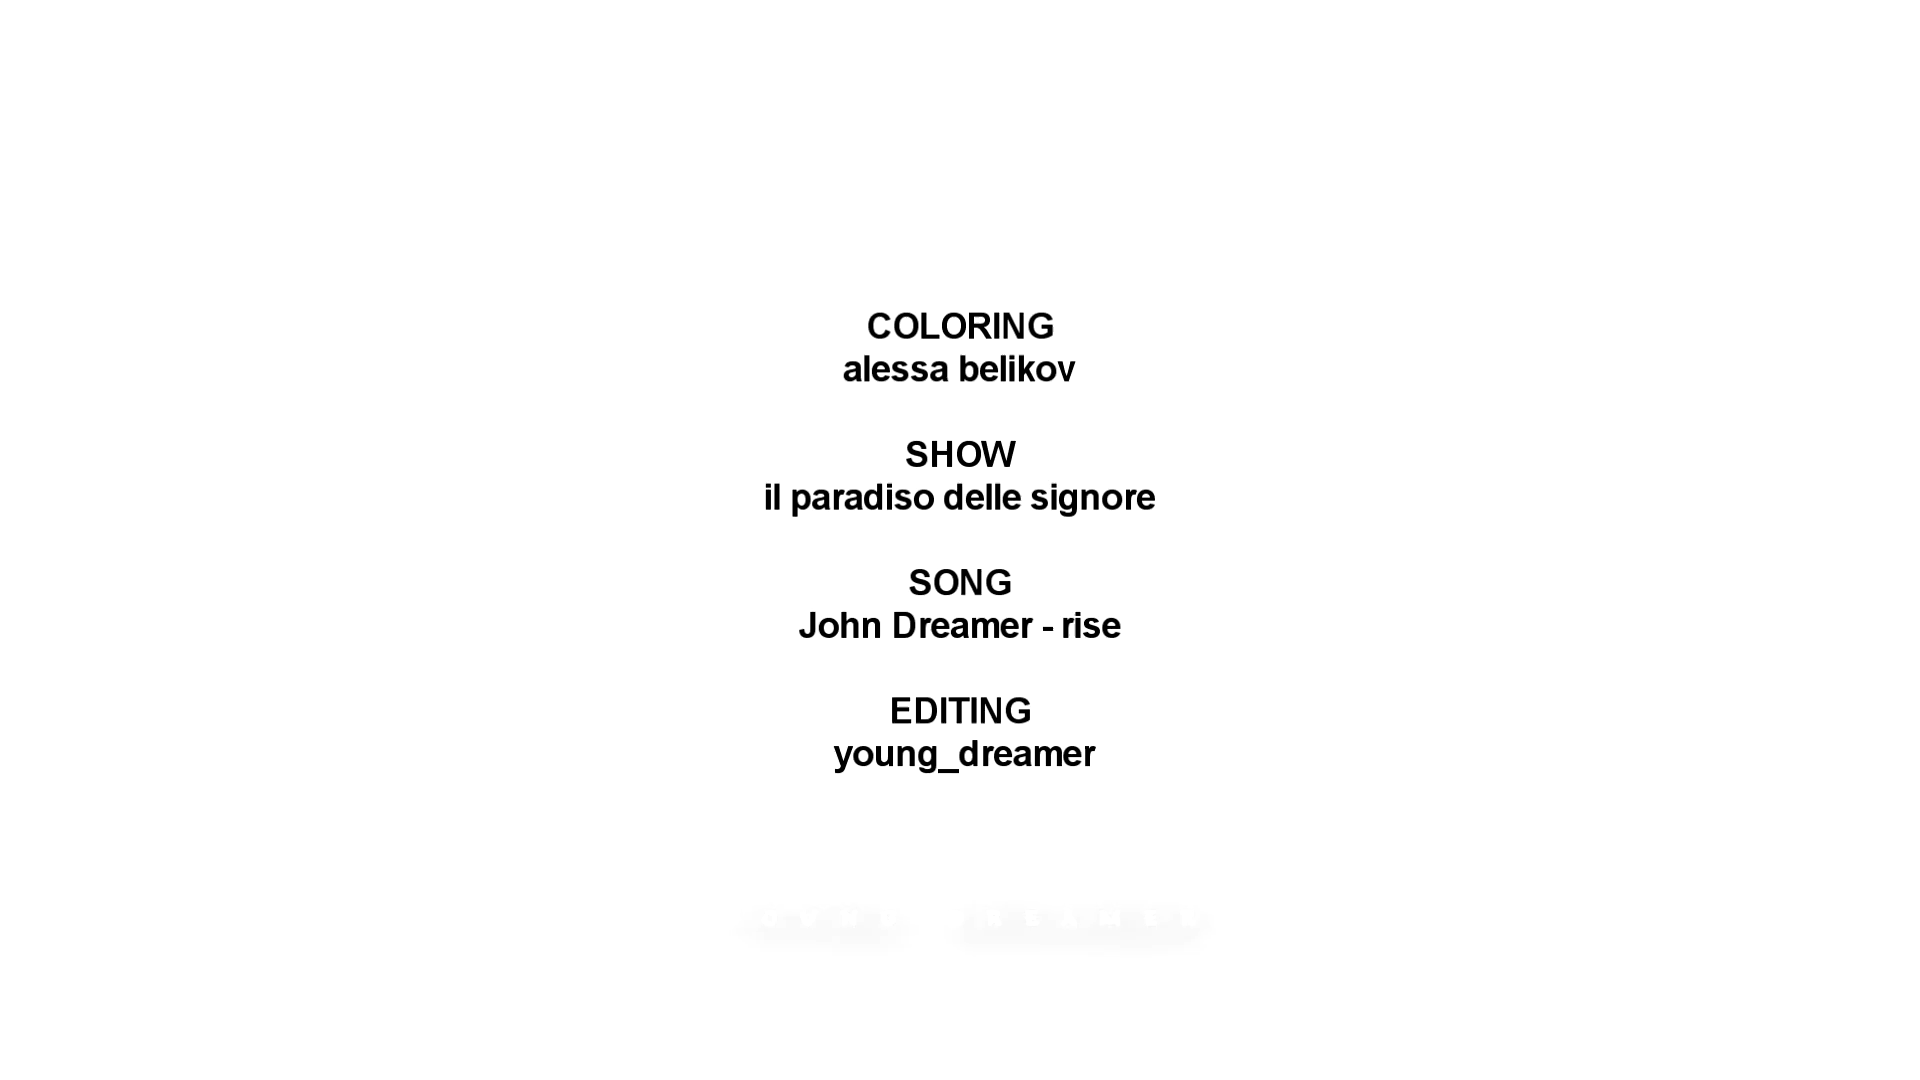 COLORING
alessa belikov
SHOW
il paradiso delle signore
SONG
John Dreamer - rise
EDITING
young_dreamer